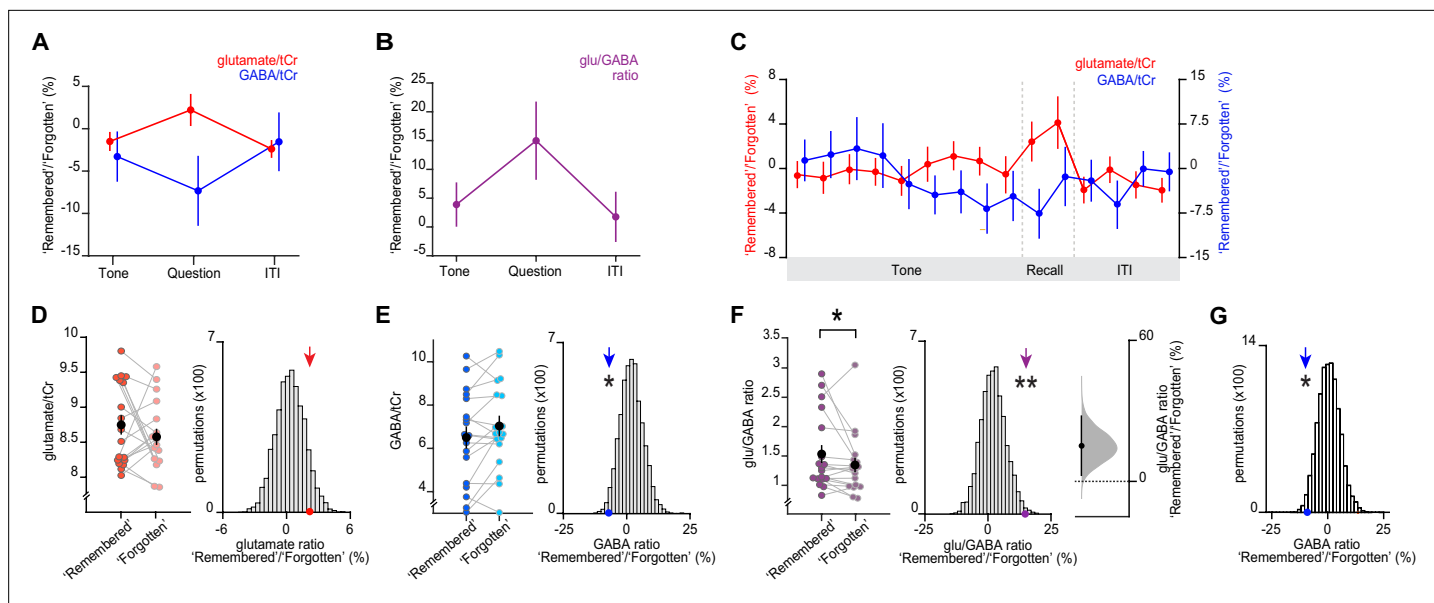 A
glutamate/tCr
GABA/tCr
'Remembered'/'Forgotten' (%)
5
-5
-10
-15
Tone
Question
ITI
B
glu/GABA
ratio
'Remembered'/'Forgotten' (%)
25
20
15
10
5
0
-5
Tone
Question
ITI
C
glutamate/tCr
GABA/tCr
'Remembered'/'Forgotten' (%)
8
4
0
-4
-8
15
7.5
0
-7.5
-15
'Remembered'/'Forgotten' (%)
Tone
Recall
ITI
D
glutamate/tCr
10
9.5
9
8.5
8
'Remembered'
'Forgotten'
permutations (x100)
7
0
-6
0
6
glutamate ratio
'Remembered'/'Forgotten' (%)
E
GABA/tCr
10
8
6
4
'Remembered'
'Forgotten'
permutations (x100)
7
0
*
-25
0
25
GABA ratio
'Remembered'/'Forgotten' (%)
F
glu/GABA ratio
3.5
3
2.5
2
1.5
1
*
'Remembered'
'Forgotten'
permutations (x100)
7
0
**
-25
0
25
glu/GABA ratio
'Remembered'/'Forgotten' (%)
60
0
glu/GABA ratio
'Remembered'/'Forgotten' (%)
G
permutations (x100)
14
0
*
-25
0
25
GABA ratio
'Remembered'/'Forgotten' (%)